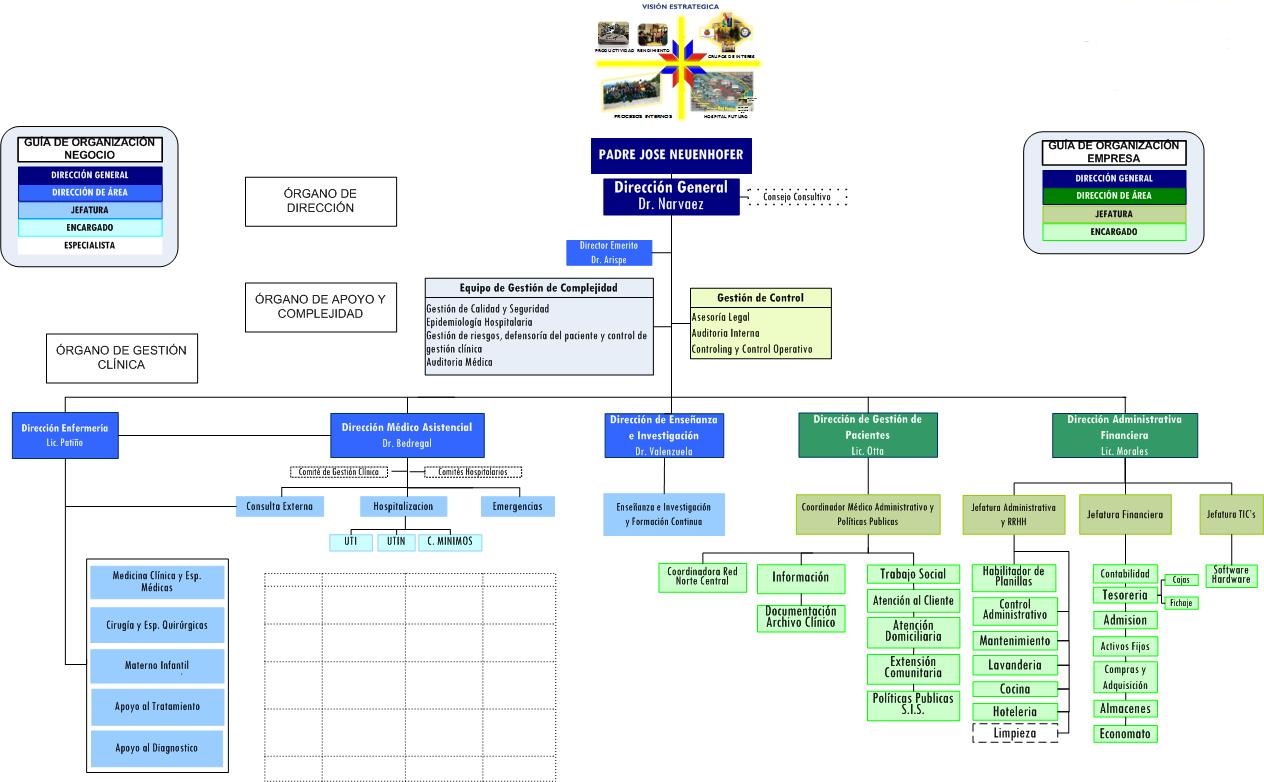 VISIÓN ESTRATEGICA
PRODUCTIVIDAD RENDIMIENTO
GRUPOS DE INTERES
PROCESOS INTERNOS
HOSPITAL FUTURO
GUÍA DE ORGANIZACIÓN
NEGOCIO
DIRECCIÓN GENERAL
DIRECCIÓN DE ÁREA
JEFATURA
ENCARGADO
ESPECIALISTA
GUÍA DE ORGANIZACIÓN
EMPRESA
DIRECCIÓN GENERAL
DIRECCIÓN DE ÁREA
JEFATURA
ENCARGADO
PADRE JOSE NEUENHOFER
ÓRGANO DE
DIRECCIÓN
Dirección General
Dr. Narvaez
Consejo Consultivo
Director Emerito
Dr. Arispe
ÓRGANO DE APOYO Y
COMPLEJIDAD
Equipo de Gestión de Complejidad
Gestión de Calidad y Seguridad
Epidemiología Hospitalaria
Gestión de riesgos, defensoría del paciente y control de
gestión clínica
Auditoria Médica
Gestión de Control
Asesoría Legal
Auditoria Interna
Controling y Control Operativo
ÓRGANO DE GESTIÓN
CLÍNICA
Dirección Enfermería
Lic. Patiño
Dirección Médico Asistencial
Dr. Bedregal
Dirección de Enseñanza
e Investigación
Dr. Valenzuela
Dirección de Gestión de
Pacientes
Lic. Otta
Dirección Administrativa
Financiera
Lic. Morales
Comité de Gestión Clínica
Comités Hospitalarios
Consulta Externa
Hospitalizacion
Emergencias
UTI
UTIN
C. MINIMOS
Enseñanza e Investigación
y Formación Continua
Coordinador Médico Administrativo y
Políticas Publicas
Jefatura Administrativa
y RRHH
Jefatura Financiera
Jefatura TIC's
Medicina Clínica y Esp.
Médicas
Cirugía y Esp. Quirúrgicas
Materno Infantil
Apoyo al Tratamiento
Apoyo al Diagnostico
Coordinadora Red
Norte Central
Información
Documentación
Archivo Clínico
Trabajo Social
Atención al Cliente
Atención
Domiciliaria
Extensión
Comunitaria
Políticas Publicas
S.I.S.
Habilitador de
Planillas
Control
Administrativo
Mantenimiento
Lavanderia
Cocina
Hoteleria
Limpieza
Contabilidad
Tesoreria
Cajas
Fichaje
Admision
Activos Fijos
Compras y
Adquisición
Almacenes
Economato
Software
Hardware